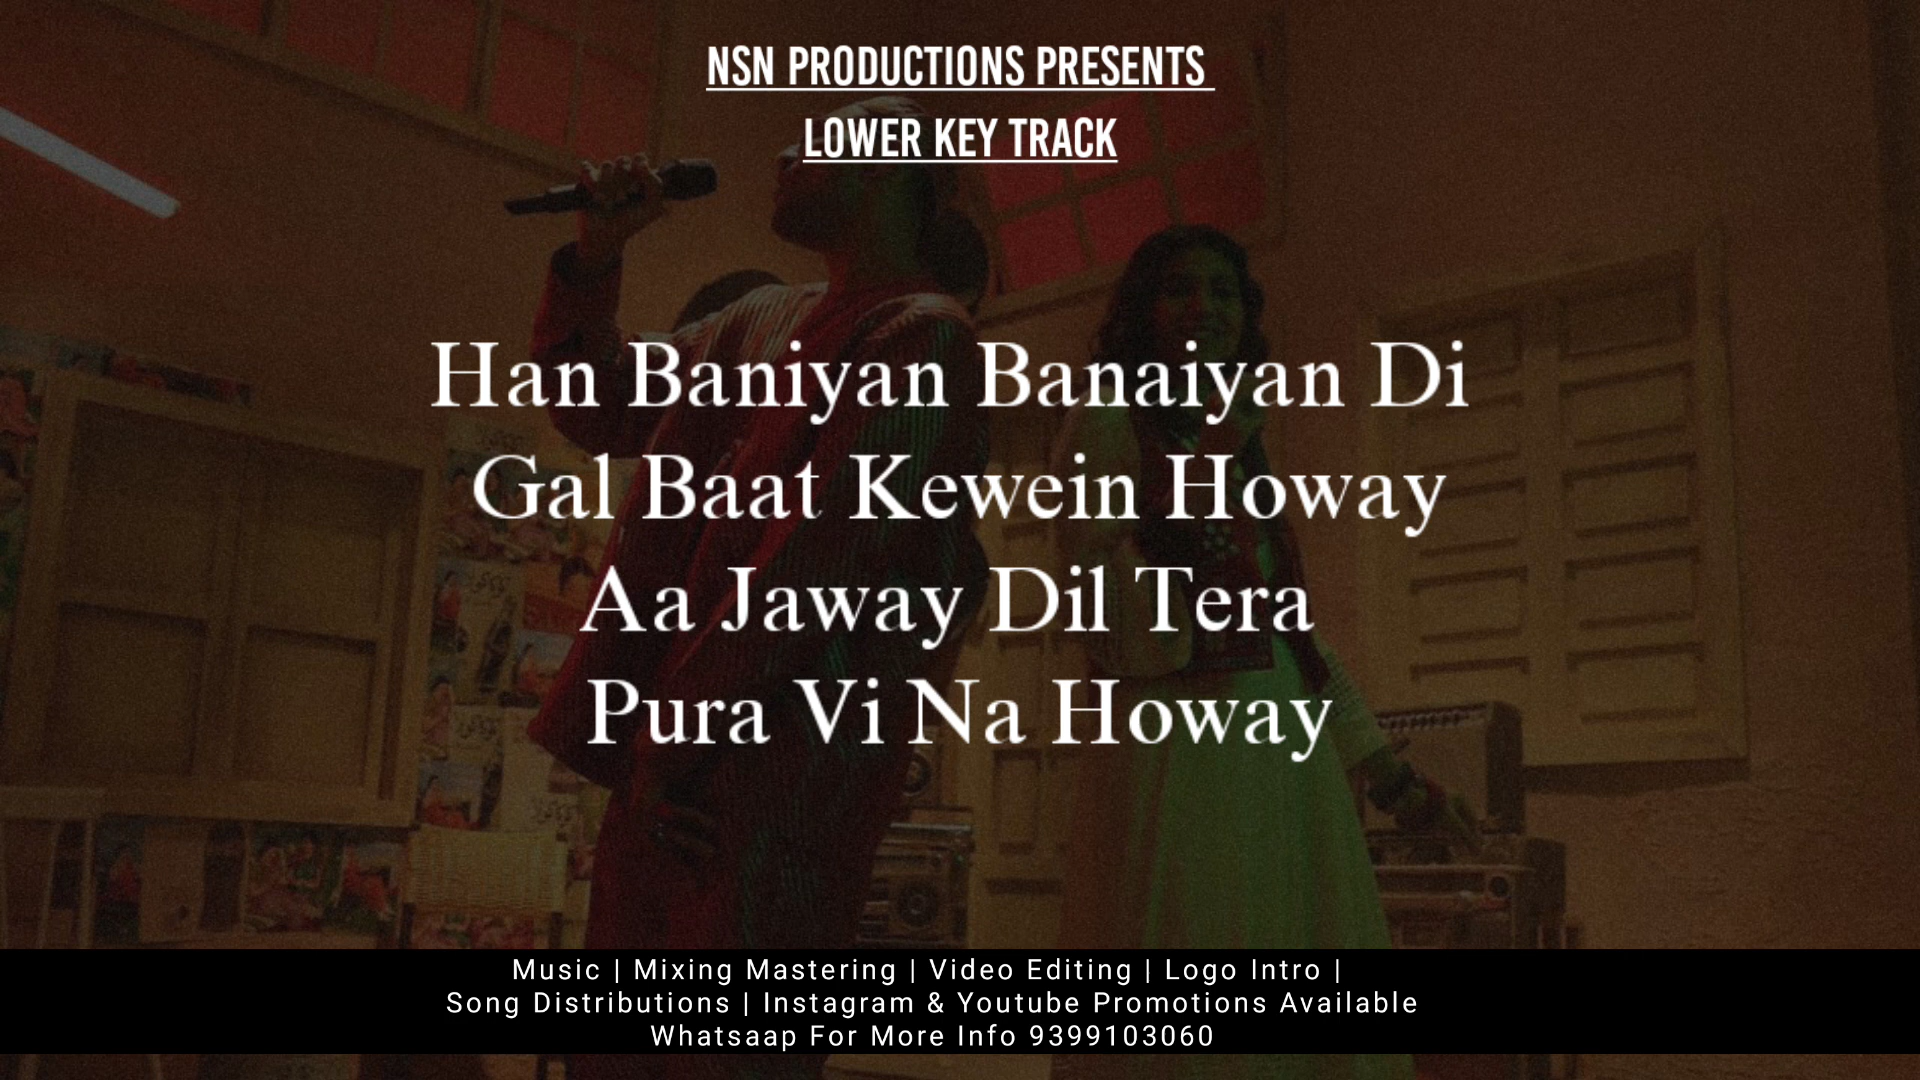 NSN PRODUCTIONS PRESENTS
LOWER KEY TRACK
Han Baniyan Banaiyan Di
Gal Baat Kewein Howay
Aa Jaway Dil Tera
Pura Vi Na Howay
Music | Mixing Mastering | Video Editing | Logo Intro |
Song Distributions | Instagram & Youtube Promotions Available
Whatsaap For More Info 9399103060